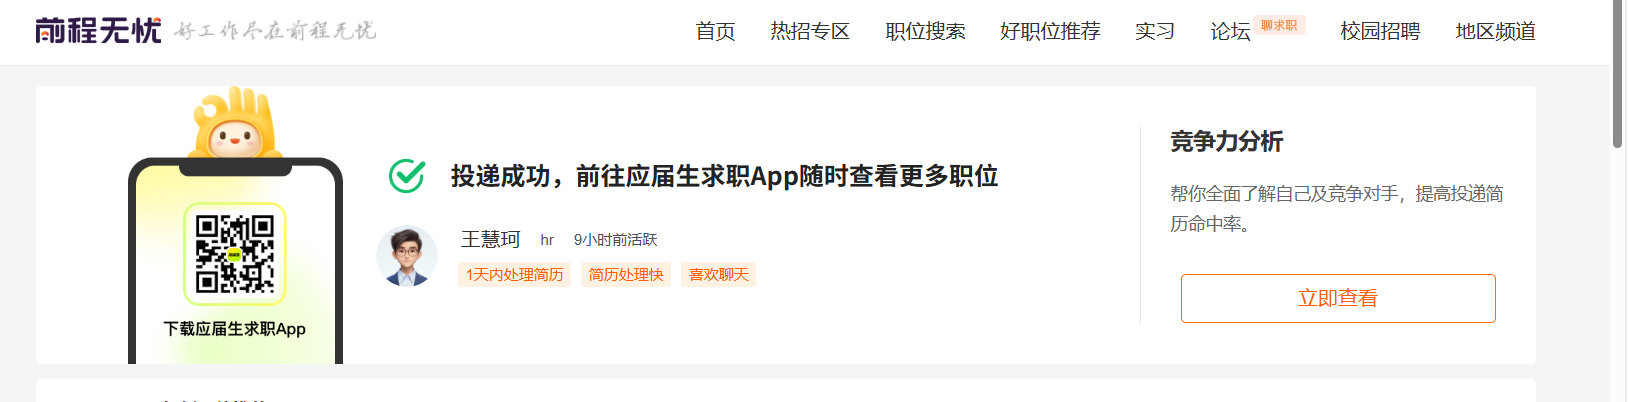 前程无忧 好工作尽在前程无忧 首页 热招专区 职位搜索 好职位推荐 实习 论坛 聊求职 校园招聘 地区频道
竞争力分析
投递成功，前往应届生求职App随时查看更多职位
帮你全面了解自己及竞争对手，提高投递简
历命中率。
王慧珂 hr 9小时前活跃
1天内处理简历 简历处理快 喜欢聊天
立即查看
下载应届生求职App